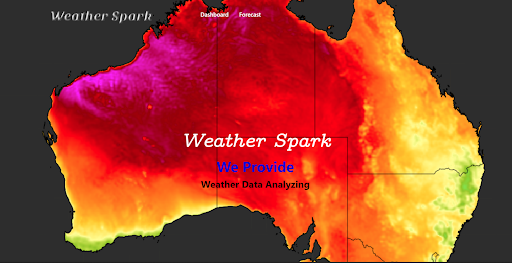 Weather Spark
Dashboard Forecast
Weather Spark
We Provide
Weather Data Analyzing